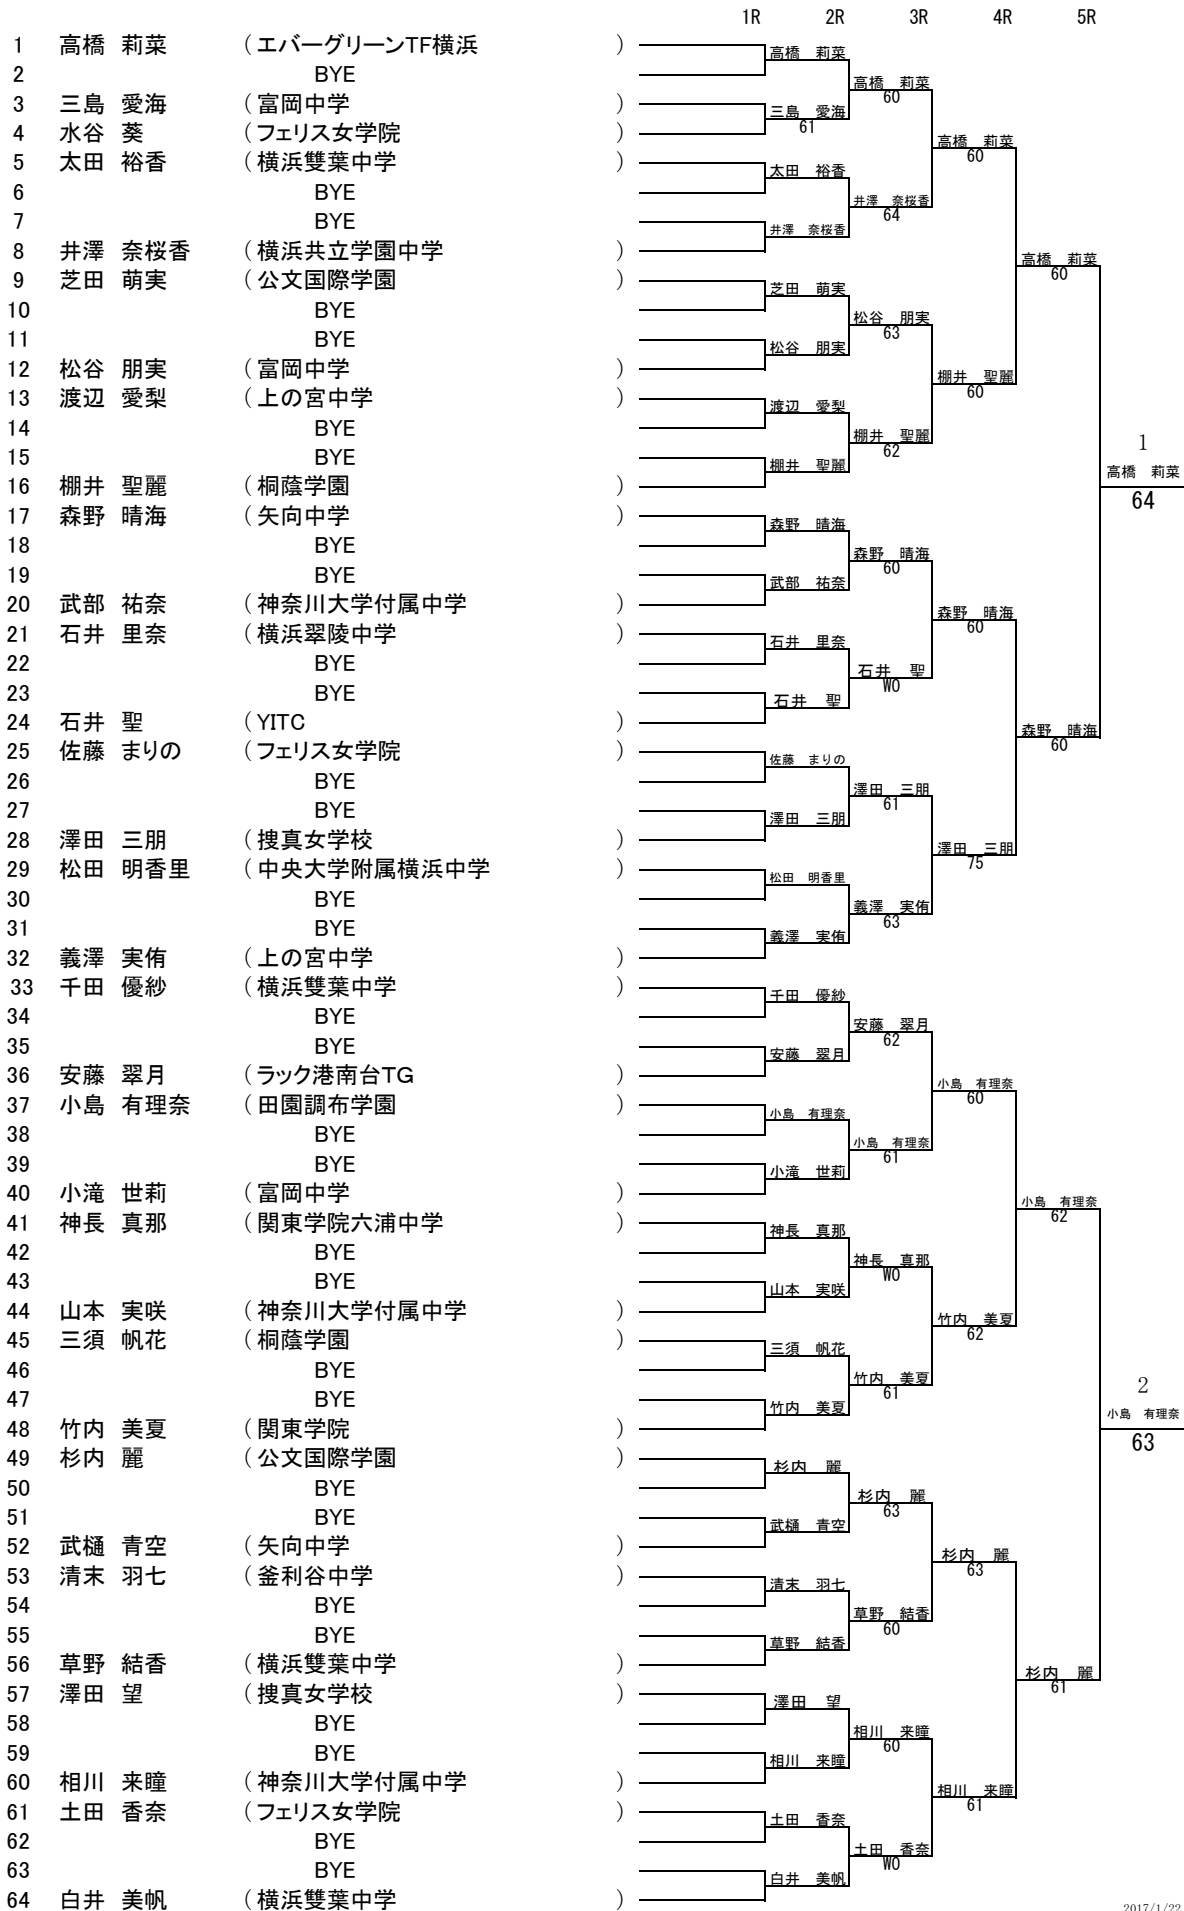 1R 2R 3R 4R 5R
1 高橋 莉菜 ( エバーグリーンTF横浜 )
高橋 莉菜
2 BYE
高橋 莉菜
60
3 三島 愛海 ( 富岡中学 )
三島 愛海
61
4 水谷 葵 ( フェリス女学院 )
高橋 莉菜
60
5 太田 裕香 ( 横浜雙葉中学 )
太田 裕香
6 BYE
井澤 奈桜香
64
7 BYE
井澤 奈桜香
8 井澤 奈桜香 ( 横浜共立学園中学 )
高橋 莉菜
60
9 芝田 萌実 ( 公文国際学園 )
芝田 萌実
10 BYE
松谷 朋実
63
11 BYE
松谷 朋実
12 松谷 朋実 ( 富岡中学 )
棚井 聖麗
60
13 渡辺 愛梨 ( 上の宮中学 )
渡辺 愛梨
14 BYE
棚井 聖麗
62
15 BYE
棚井 聖麗
16 棚井 聖麗 ( 桐蔭学園 )
1
高橋 莉菜
64
17 森野 晴海 ( 矢向中学 )
森野 晴海
18 BYE
森野 晴海
60
19 BYE
武部 祐奈
20 武部 祐奈 ( 神奈川大学付属中学 )
森野 晴海
60
21 石井 里奈 ( 横浜翠陵中学 )
石井 里奈
22 BYE
石井 聖
WO
23 BYE
石井 聖
24 石井 聖 ( YITC )
森野 晴海
60
25 佐藤 まりの ( フェリス女学院 )
佐藤 まりの
26 BYE
澤田 三朋
61
27 BYE
澤田 三朋
28 澤田 三朋 ( 捜真女学校 )
澤田 三朋
75
29 松田 明香里 ( 中央大学附属横浜中学 )
松田 明香里
30 BYE
義澤 実侑
63
31 BYE
義澤 実侑
32 義澤 実侑 ( 上の宮中学 )
33 千田 優紗 ( 横浜雙葉中学 )
千田 優紗
34 BYE
安藤 翠月
62
35 BYE
安藤 翠月
36 安藤 翠月 ( ラック港南台TG )
小島 有理奈
60
37 小島 有理奈 ( 田園調布学園 )
小島 有理奈
38 BYE
小島 有理奈
61
39 BYE
小滝 世莉
40 小滝 世莉 ( 富岡中学 )
小島 有理奈
62
41 神長 真那 ( 関東学院六浦中学 )
神長 真那
42 BYE
神長 真那
WO
43 BYE
山本 実咲
44 山本 実咲 ( 神奈川大学付属中学 )
竹内 美夏
62
45 三須 帆花 ( 桐蔭学園 )
三須 帆花
46 BYE
竹内 美夏
61
47 BYE
竹内 美夏
48 竹内 美夏 ( 関東学院 )
2
小島 有理奈
63
49 杉内 麗 ( 公文国際学園 )
杉内 麗
50 BYE
杉内 麗
63
51 BYE
武樋 青空
52 武樋 青空 ( 矢向中学 )
杉内 麗
63
53 清末 羽七 ( 釜利谷中学 )
清末 羽七
54 BYE
草野 結香
60
55 BYE
草野 結香
56 草野 結香 ( 横浜雙葉中学 )
杉内 麗
61
57 澤田 望 ( 捜真女学校 )
澤田 望
58 BYE
相川 来瞳
60
59 BYE
相川 来瞳
60 相川 来瞳 ( 神奈川大学付属中学 )
相川 来瞳
61
61 土田 香奈 ( フェリス女学院 )
土田 香奈
62 BYE
土田 香奈
WO
63 BYE
白井 美帆
64 白井 美帆 ( 横浜雙葉中学 )
2017/1/22